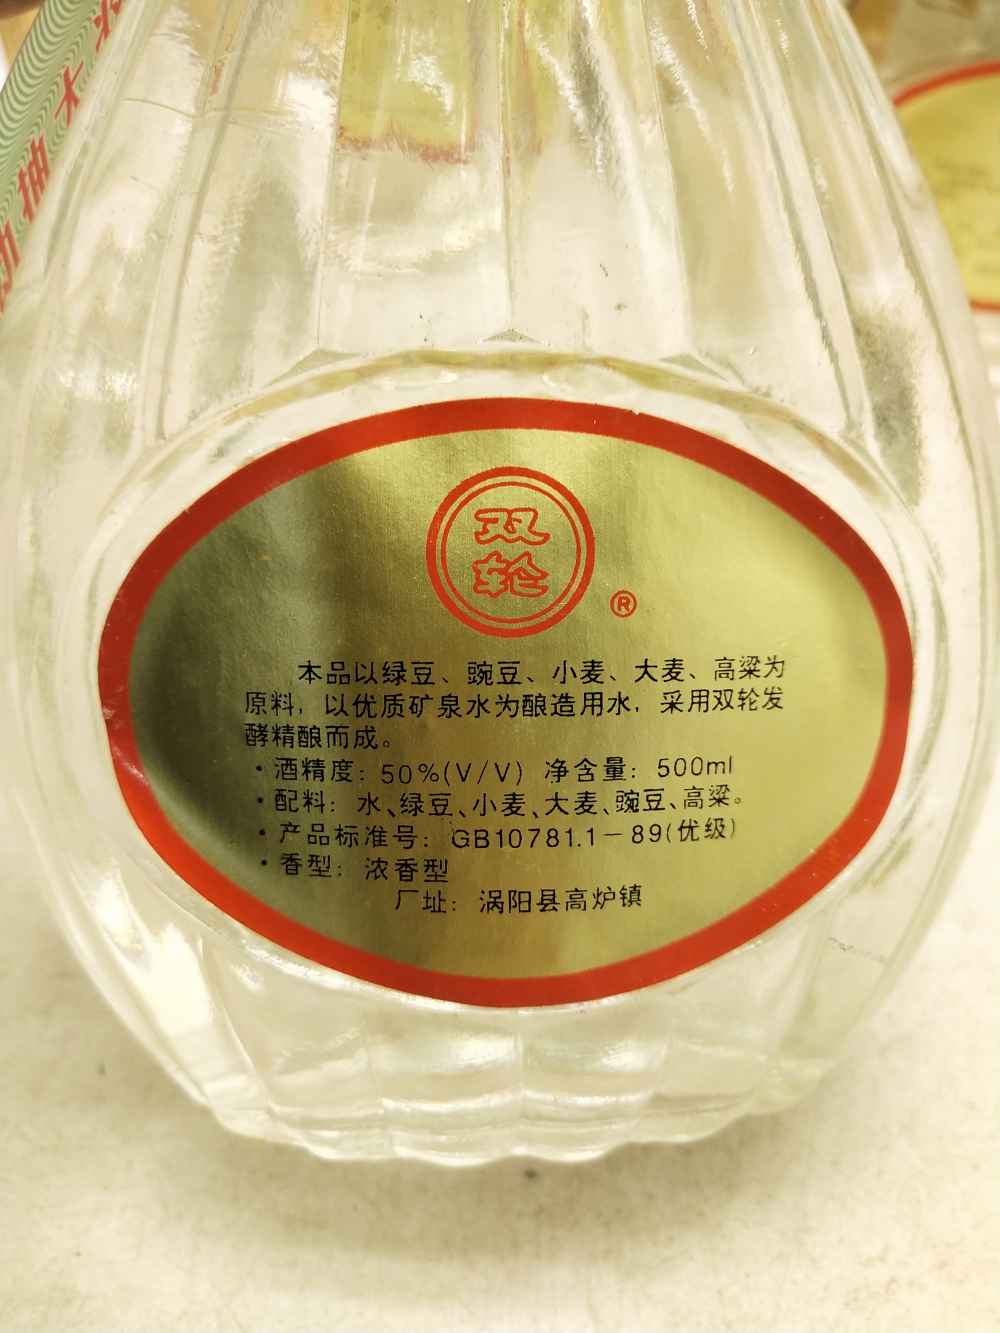 大
抽
双
轮
®
本品以绿豆、豌豆、小麦、大麦、高粱为
原料，以优质矿泉水为酿造用水，采用双轮发
酵精酿而成。
·酒精度：50%(V/V) 净含量：500ml
·配料：水、绿豆、小麦、大麦、豌豆、高粱。
·产品标准号：GB10781.1－89(优级)
·香型：浓香型
厂址：涡阳县高炉镇